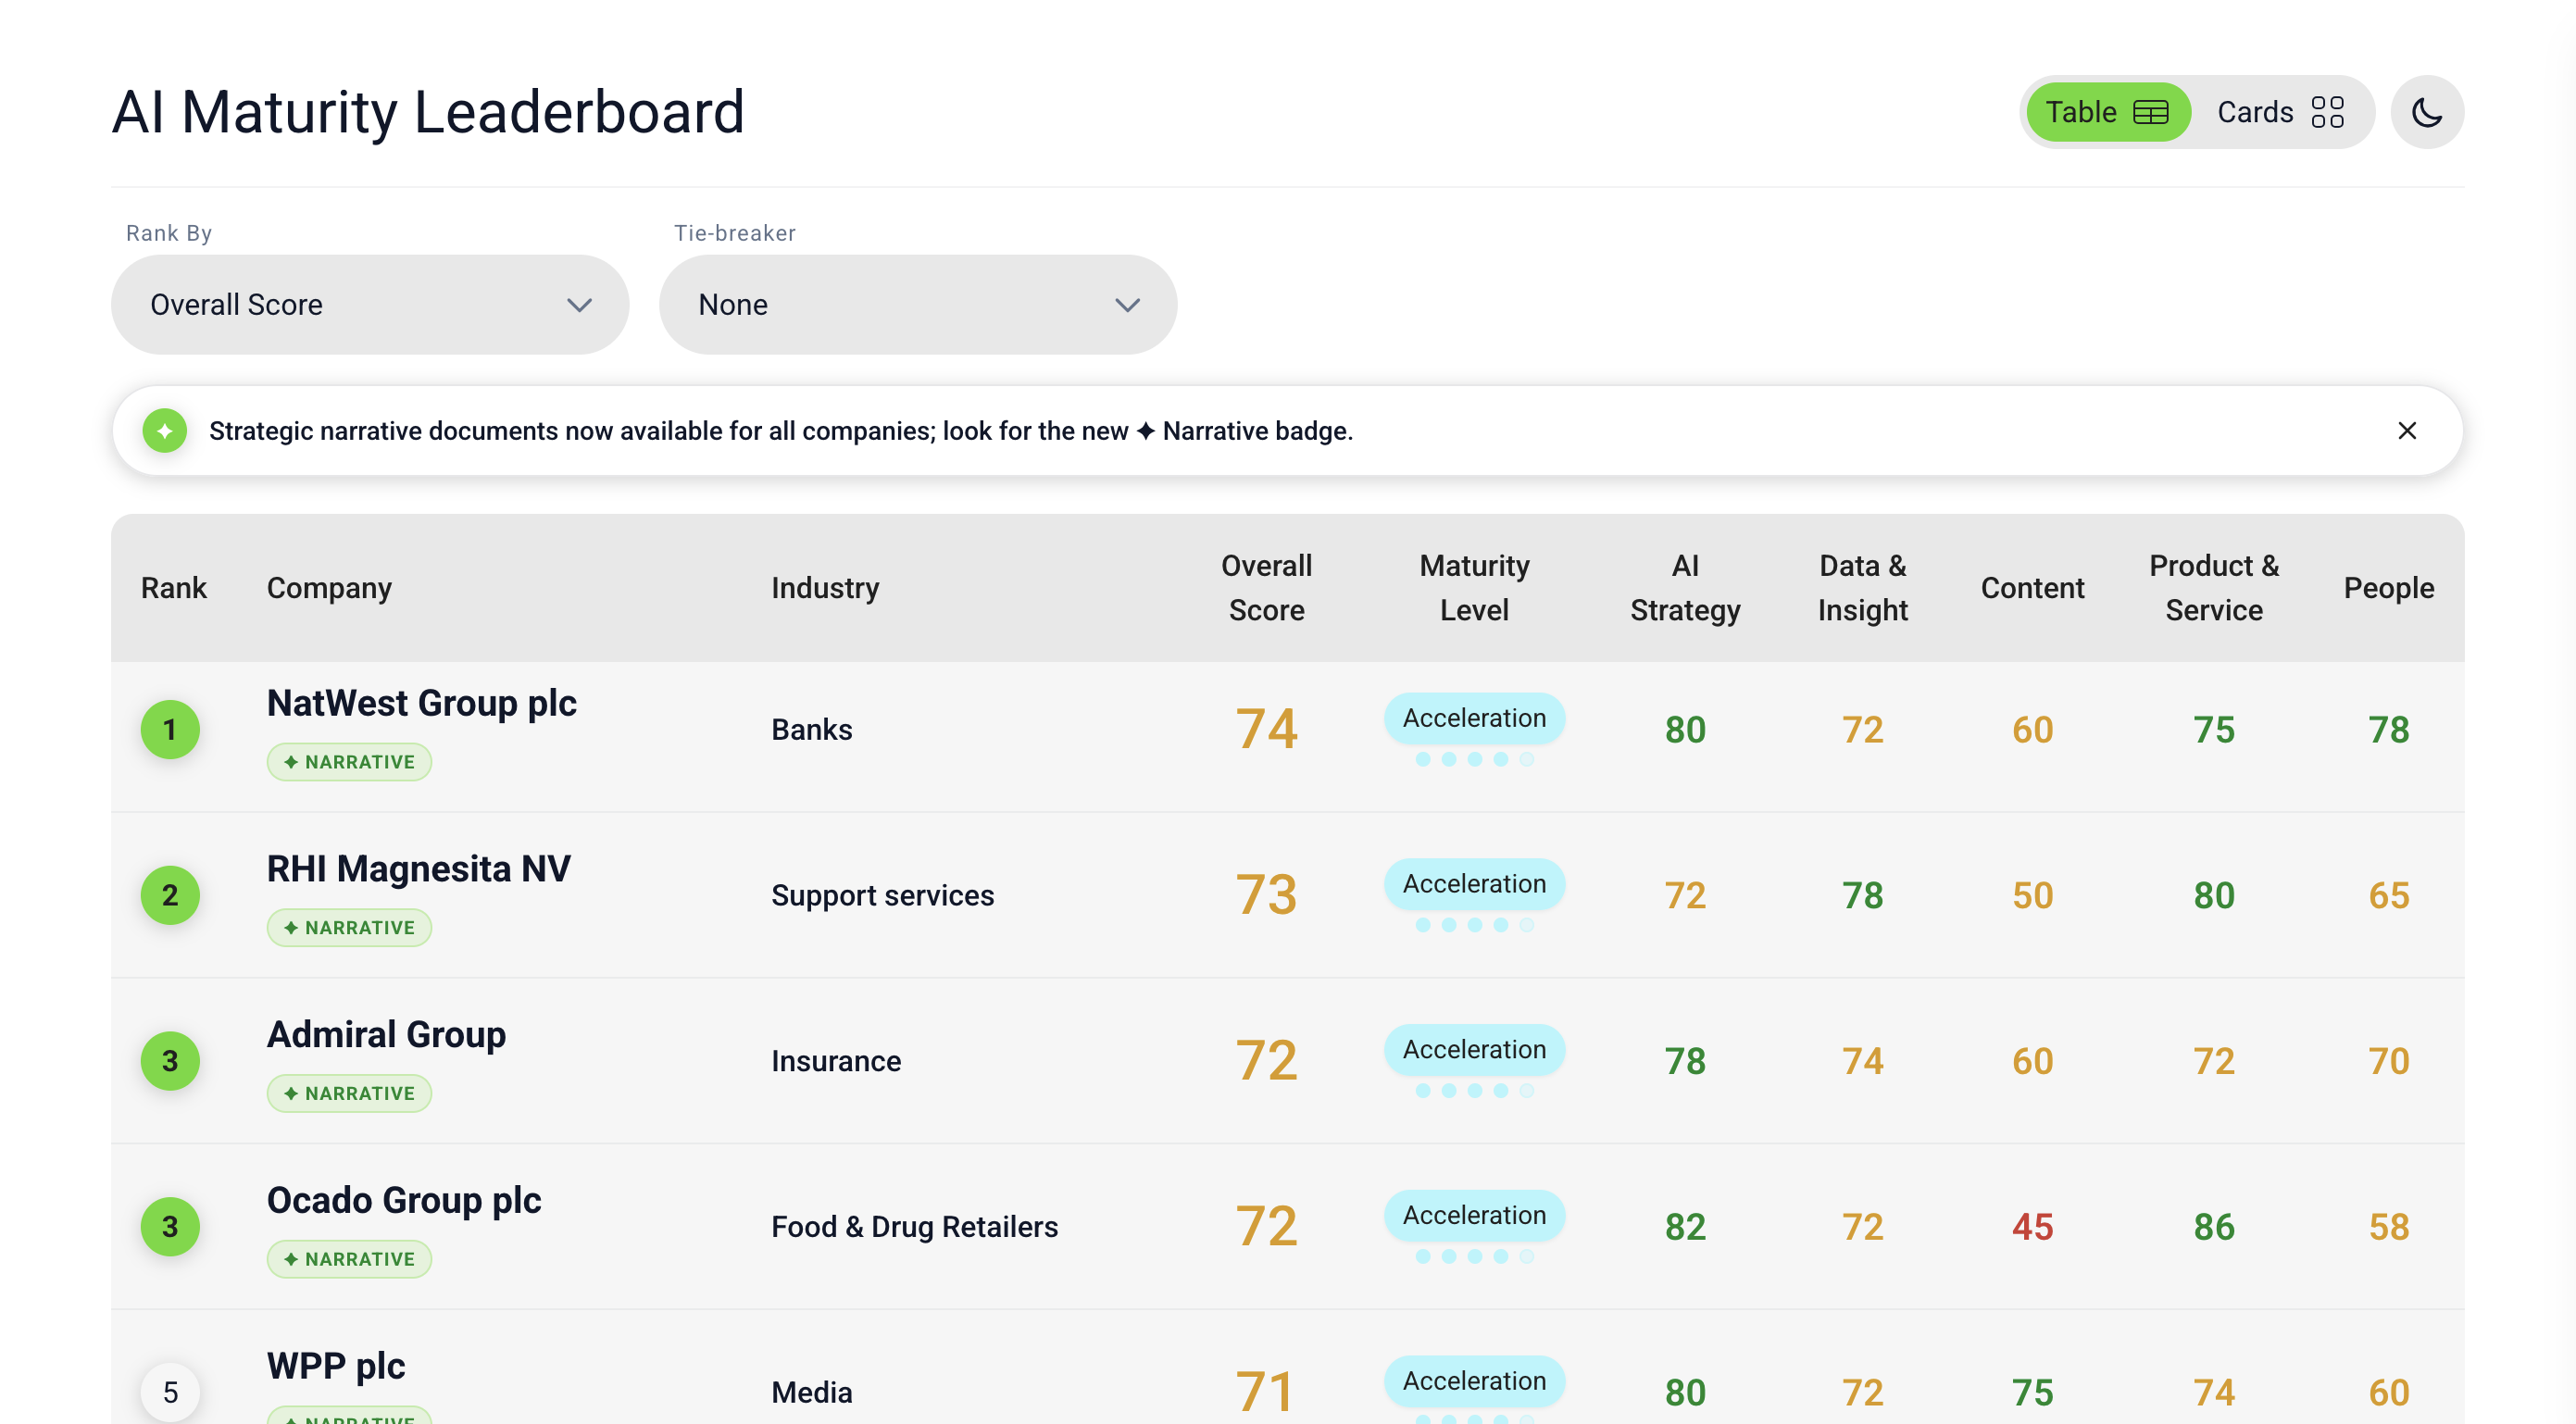 AI Maturity Leaderboard
Table
Cards
Rank By
Tie-breaker
Overall Score
None
Strategic narrative documents now available for all companies; look for the new ✦ Narrative badge.
Rank
Company
Industry
Overall
Score
Maturity
Level
AI
Strategy
Data &
Insight
Content
Product &
Service
People
1
NatWest Group plc
✦ NARRATIVE
Banks
74
Acceleration
80
72
60
75
78
2
RHI Magnesita NV
✦ NARRATIVE
Support services
73
Acceleration
72
78
50
80
65
3
Admiral Group
✦ NARRATIVE
Insurance
72
Acceleration
78
74
60
72
70
3
Ocado Group plc
✦ NARRATIVE
Food & Drug Retailers
72
Acceleration
82
72
45
86
58
5
WPP plc
✦ NARRATIVE
Media
71
Acceleration
80
72
75
74
60